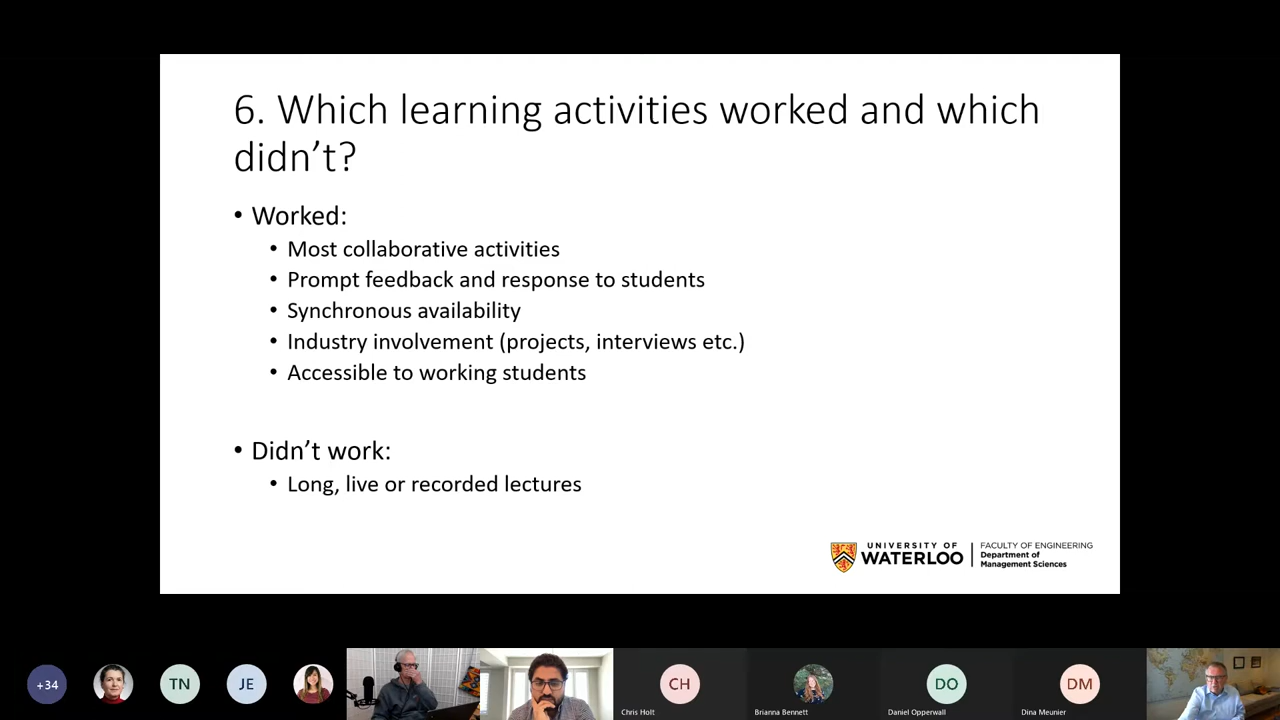 6. Which learning activities worked and which
didn't?
• Worked:
• Most collaborative activities
• Prompt feedback and response to students
• Synchronous availability
• Industry involvement (projects, interviews etc.)
• Accessible to working students
• Didn't work:
• Long, live or recorded lectures
UNIVERSITY OF
WATERLOO
FACULTY OF ENGINEERING
Department of
Management Sciences
+34
TN
JE
CH
DO
DM
Chris Holt
Brianna Bennett
Daniel Opperwall
Dina Meunier